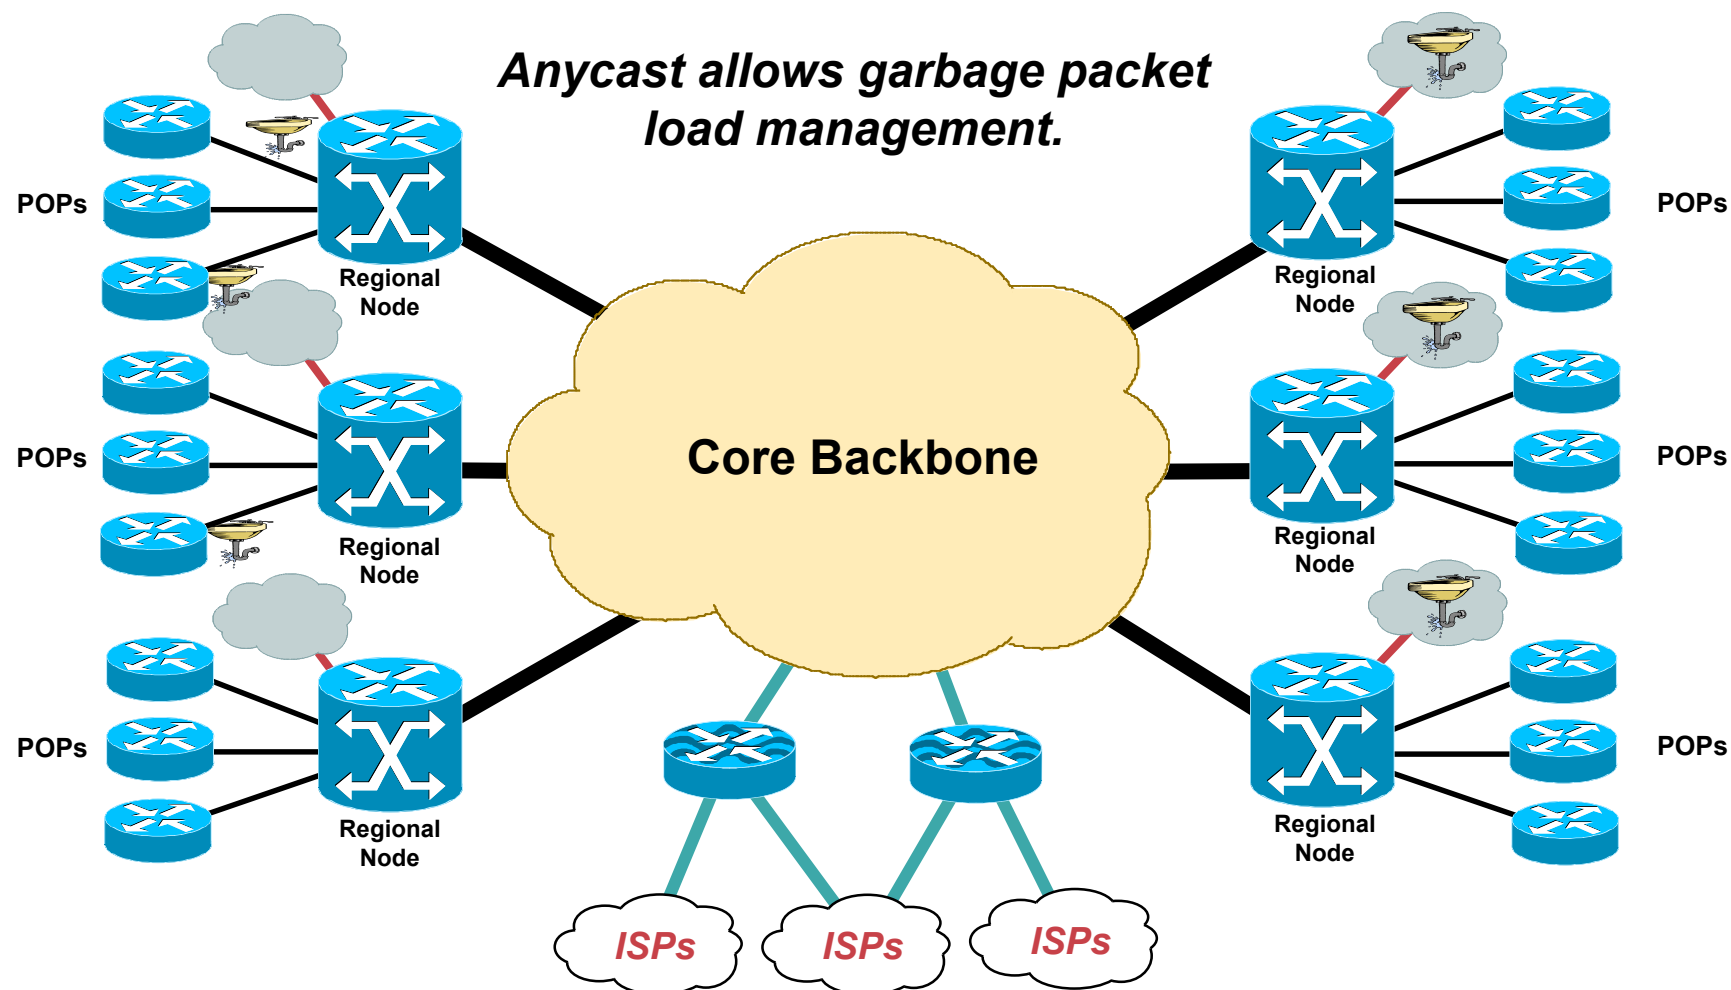 Anycast allows garbage packet
load management.
POPs
POPs
Regional
Node
Regional
Node
Core Backbone
POPs
POPs
Regional
Node
Regional
Node
POPs
POPs
Regional
Node
Regional
Node
ISPs
ISPs
ISPs